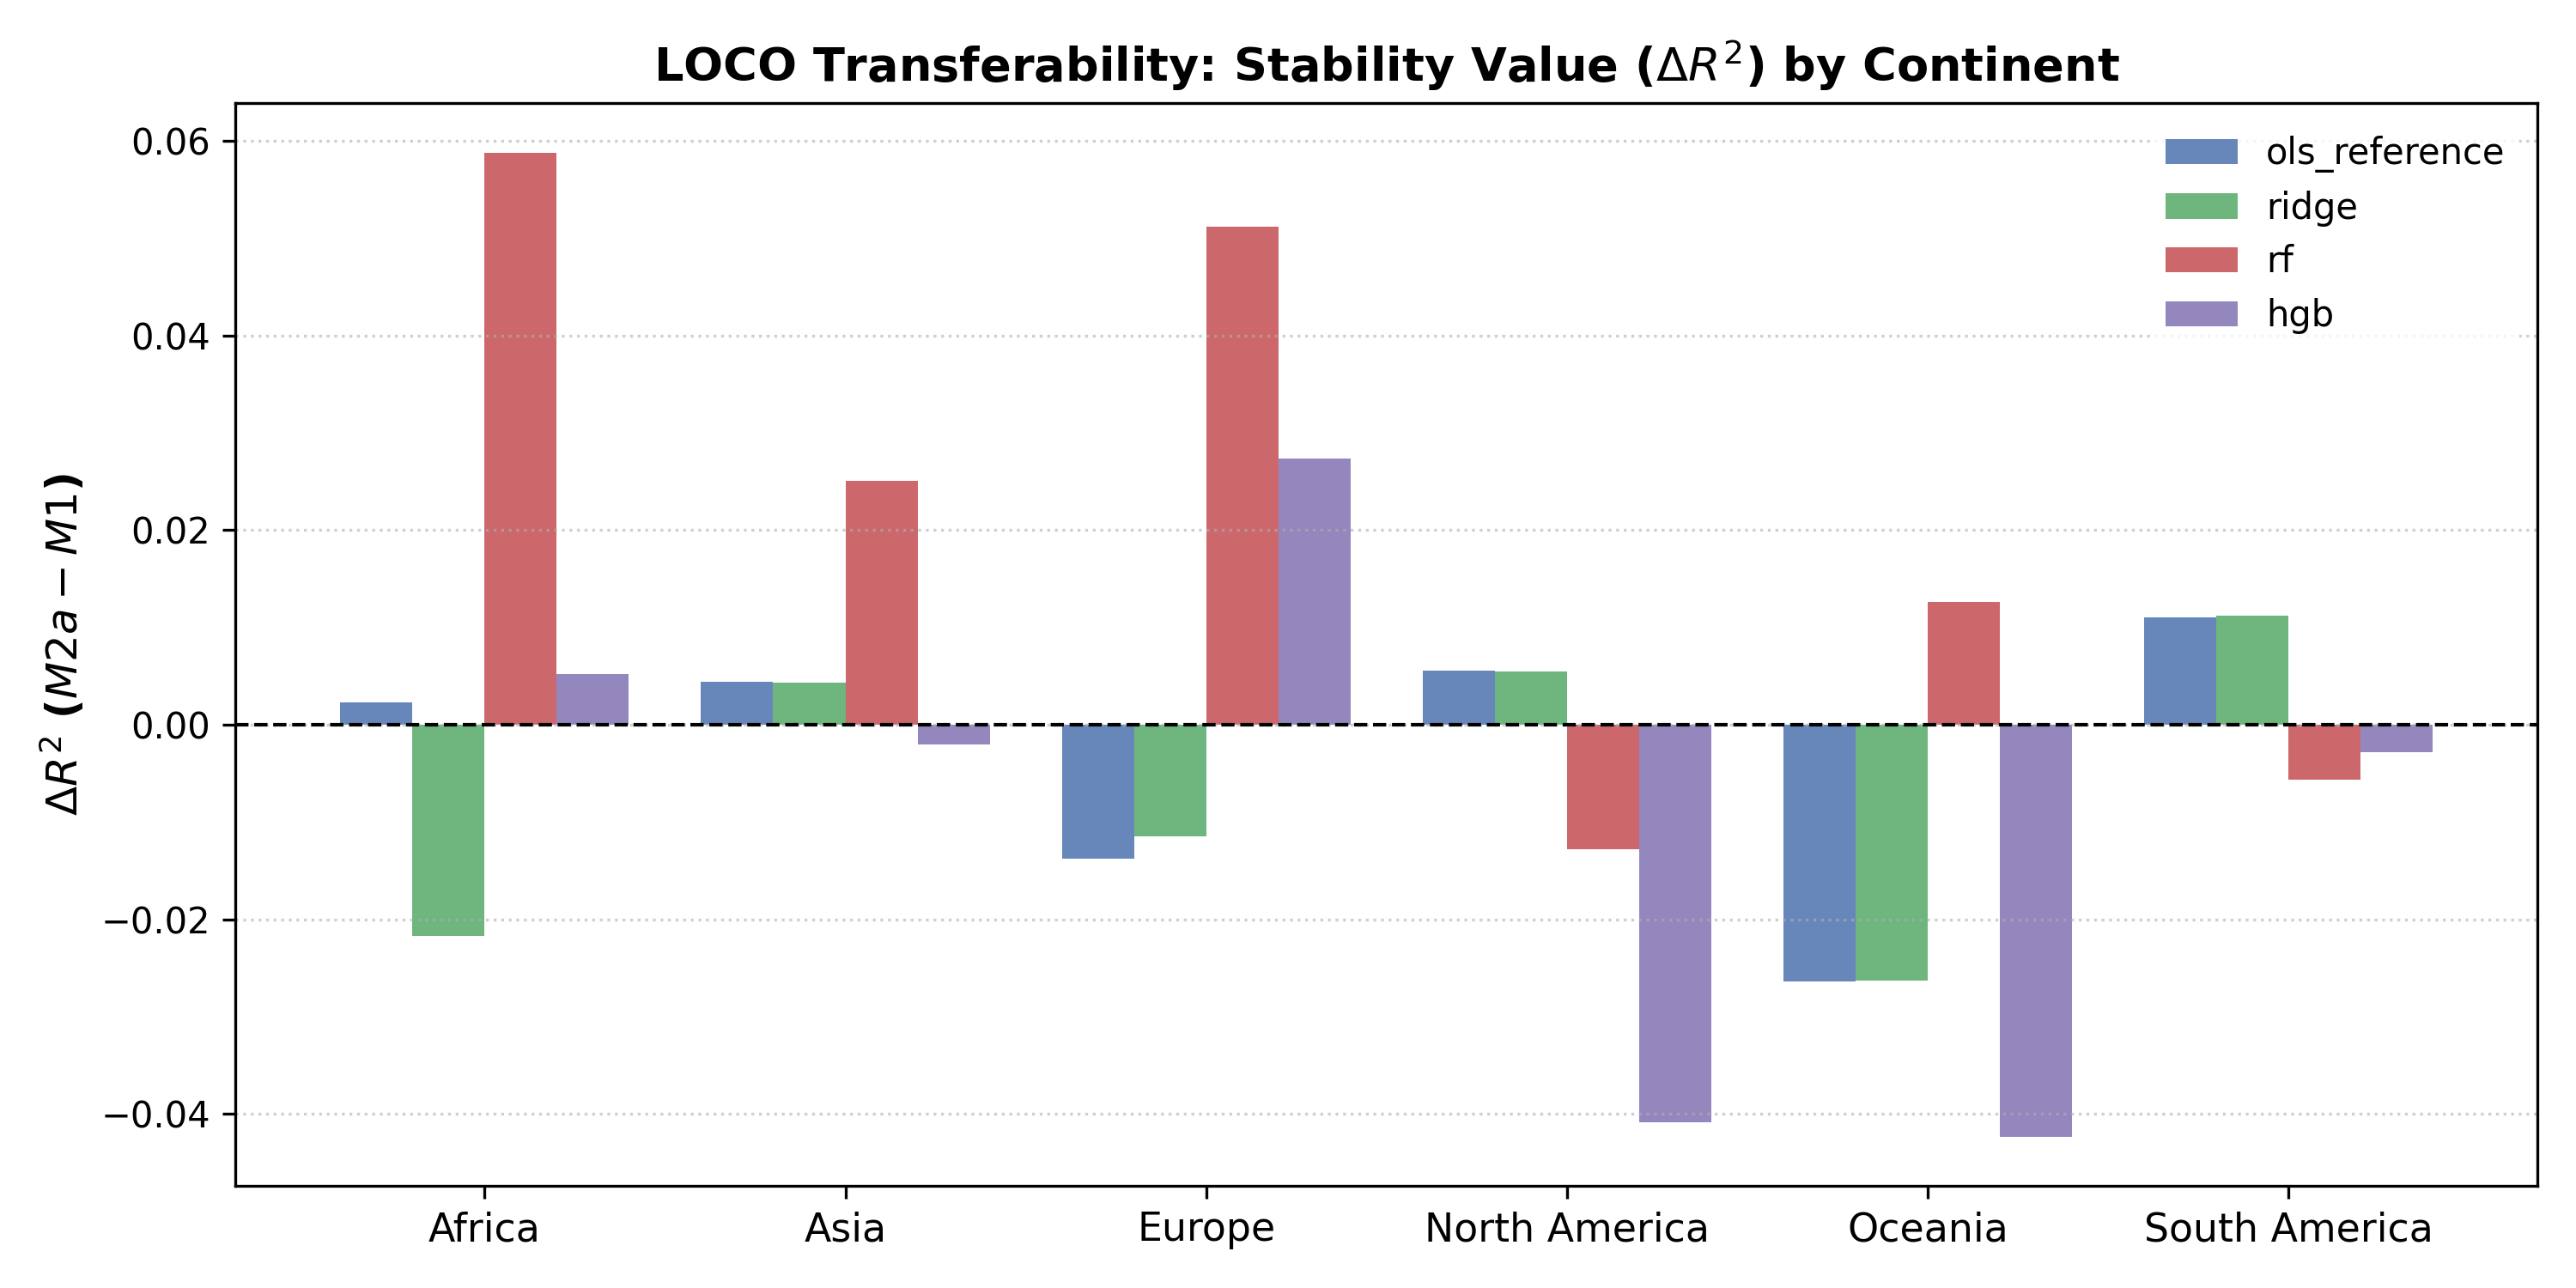 LOCO Transferability: Stability Value (ΔR²) by Continent
ΔR² (M2a − M1)
0.06
0.04
0.02
0.00
−0.02
−0.04
ols_reference
ridge
rf
hgb
Africa
Asia
Europe
North America
Oceania
South America